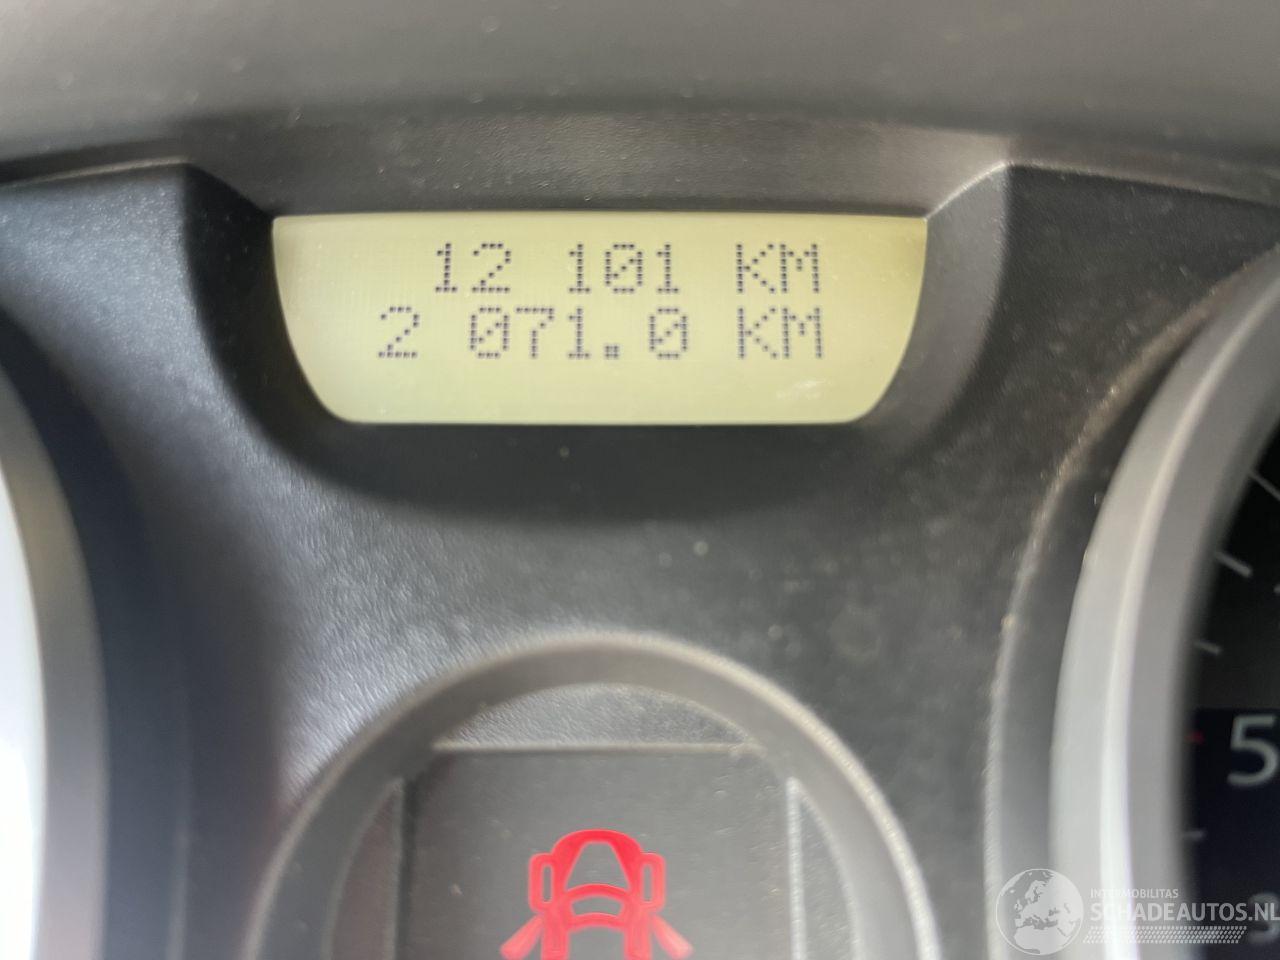 12 101 KM
2 071.0 KM
5
INTERMOBILITAS
SCHADEAUTOS.NL